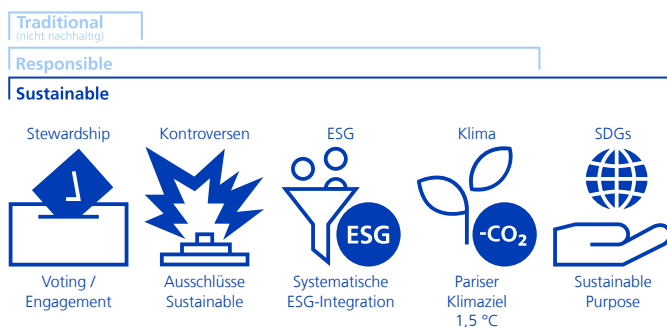 Traditional
(nicht nachhaltig)
Responsible
Sustainable
Stewardship
Kontroversen
ESG
Klima
SDGs
ESG
-CO₂
Voting /
Engagement
Ausschlüsse
Sustainable
Systematische
ESG-Integration
Pariser
Klimaziel
1,5 °C
Sustainable
Purpose